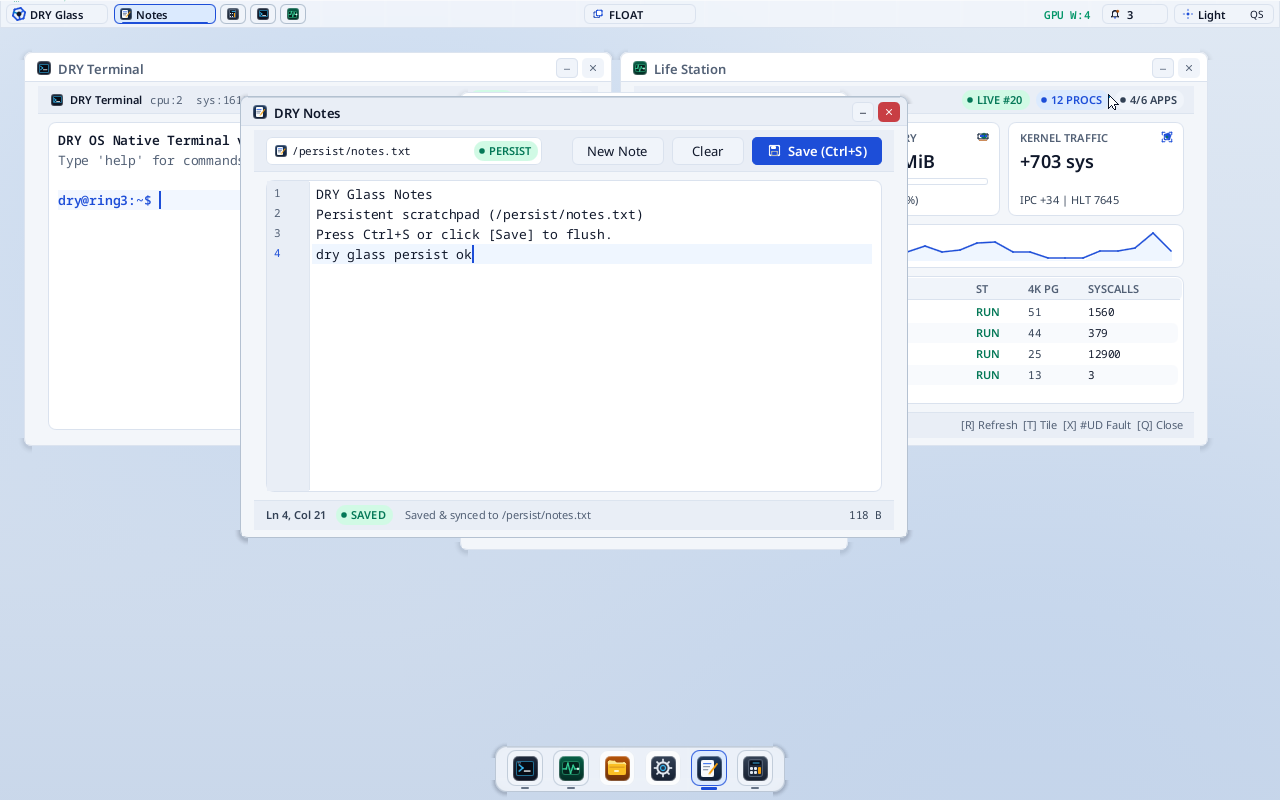 DRY Glass
Notes
FLOAT
GPU W:4
3
Light
QS
DRY Terminal
DRY Terminal cpu:2 sys:161
DRY OS Native Terminal
Type 'help' for commands
dry@ring3:~$
Life Station
LIVE #20
12 PROCS
4/6 APPS
MiB
KERNEL TRAFFIC
+703 sys
IPC +34 | HLT 7645
ST 4K PG SYSCALLS
RUN 51 1560
RUN 44 379
RUN 25 12900
RUN 13 3
[R] Refresh [T] Tile [X] #UD Fault [Q] Close
DRY Notes
/persist/notes.txt
PERSIST
New Note
Clear
Save (Ctrl+S)
1 DRY Glass Notes
2 Persistent scratchpad (/persist/notes.txt)
3 Press Ctrl+S or click [Save] to flush.
4 dry glass persist ok
Ln 4, Col 21
SAVED
Saved & synced to /persist/notes.txt
118 B